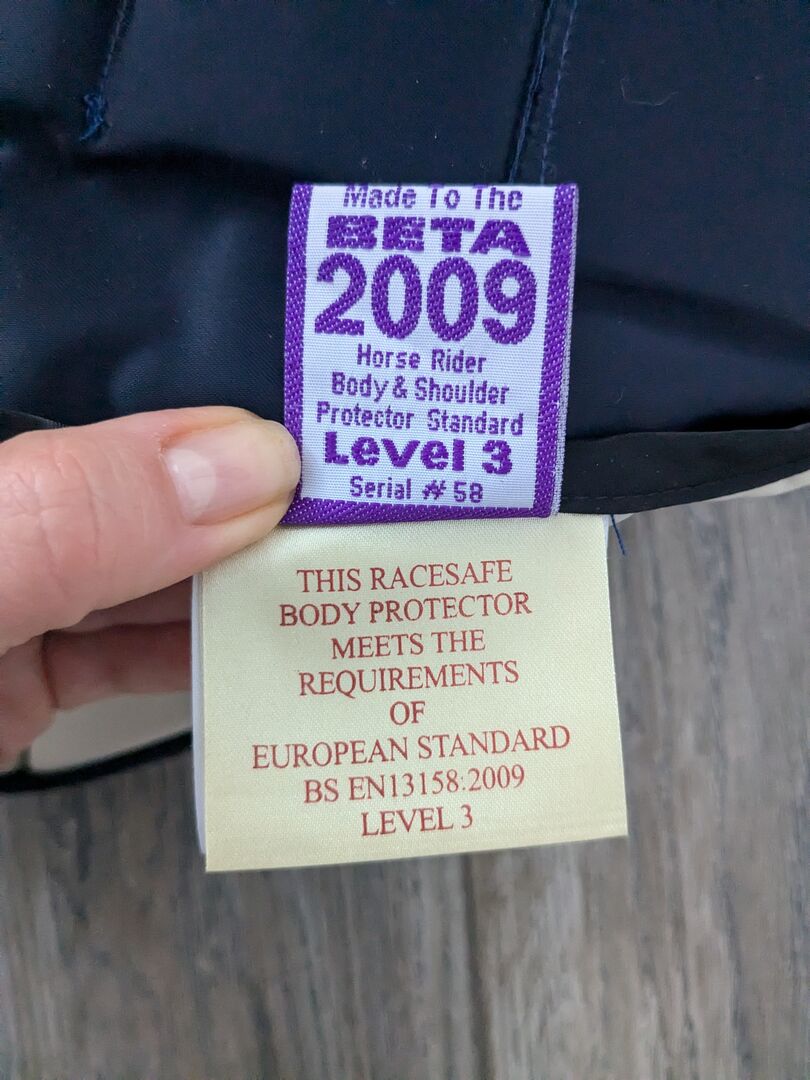 Made To The
BETA
2009
Horse Rider
Body & Shoulder
Protector Standard
Level 3
Serial # 58
THIS RACESAFE
BODY PROTECTOR
MEETS THE
REQUIREMENTS
OF
EUROPEAN STANDARD
BS EN13158:2009
LEVEL 3